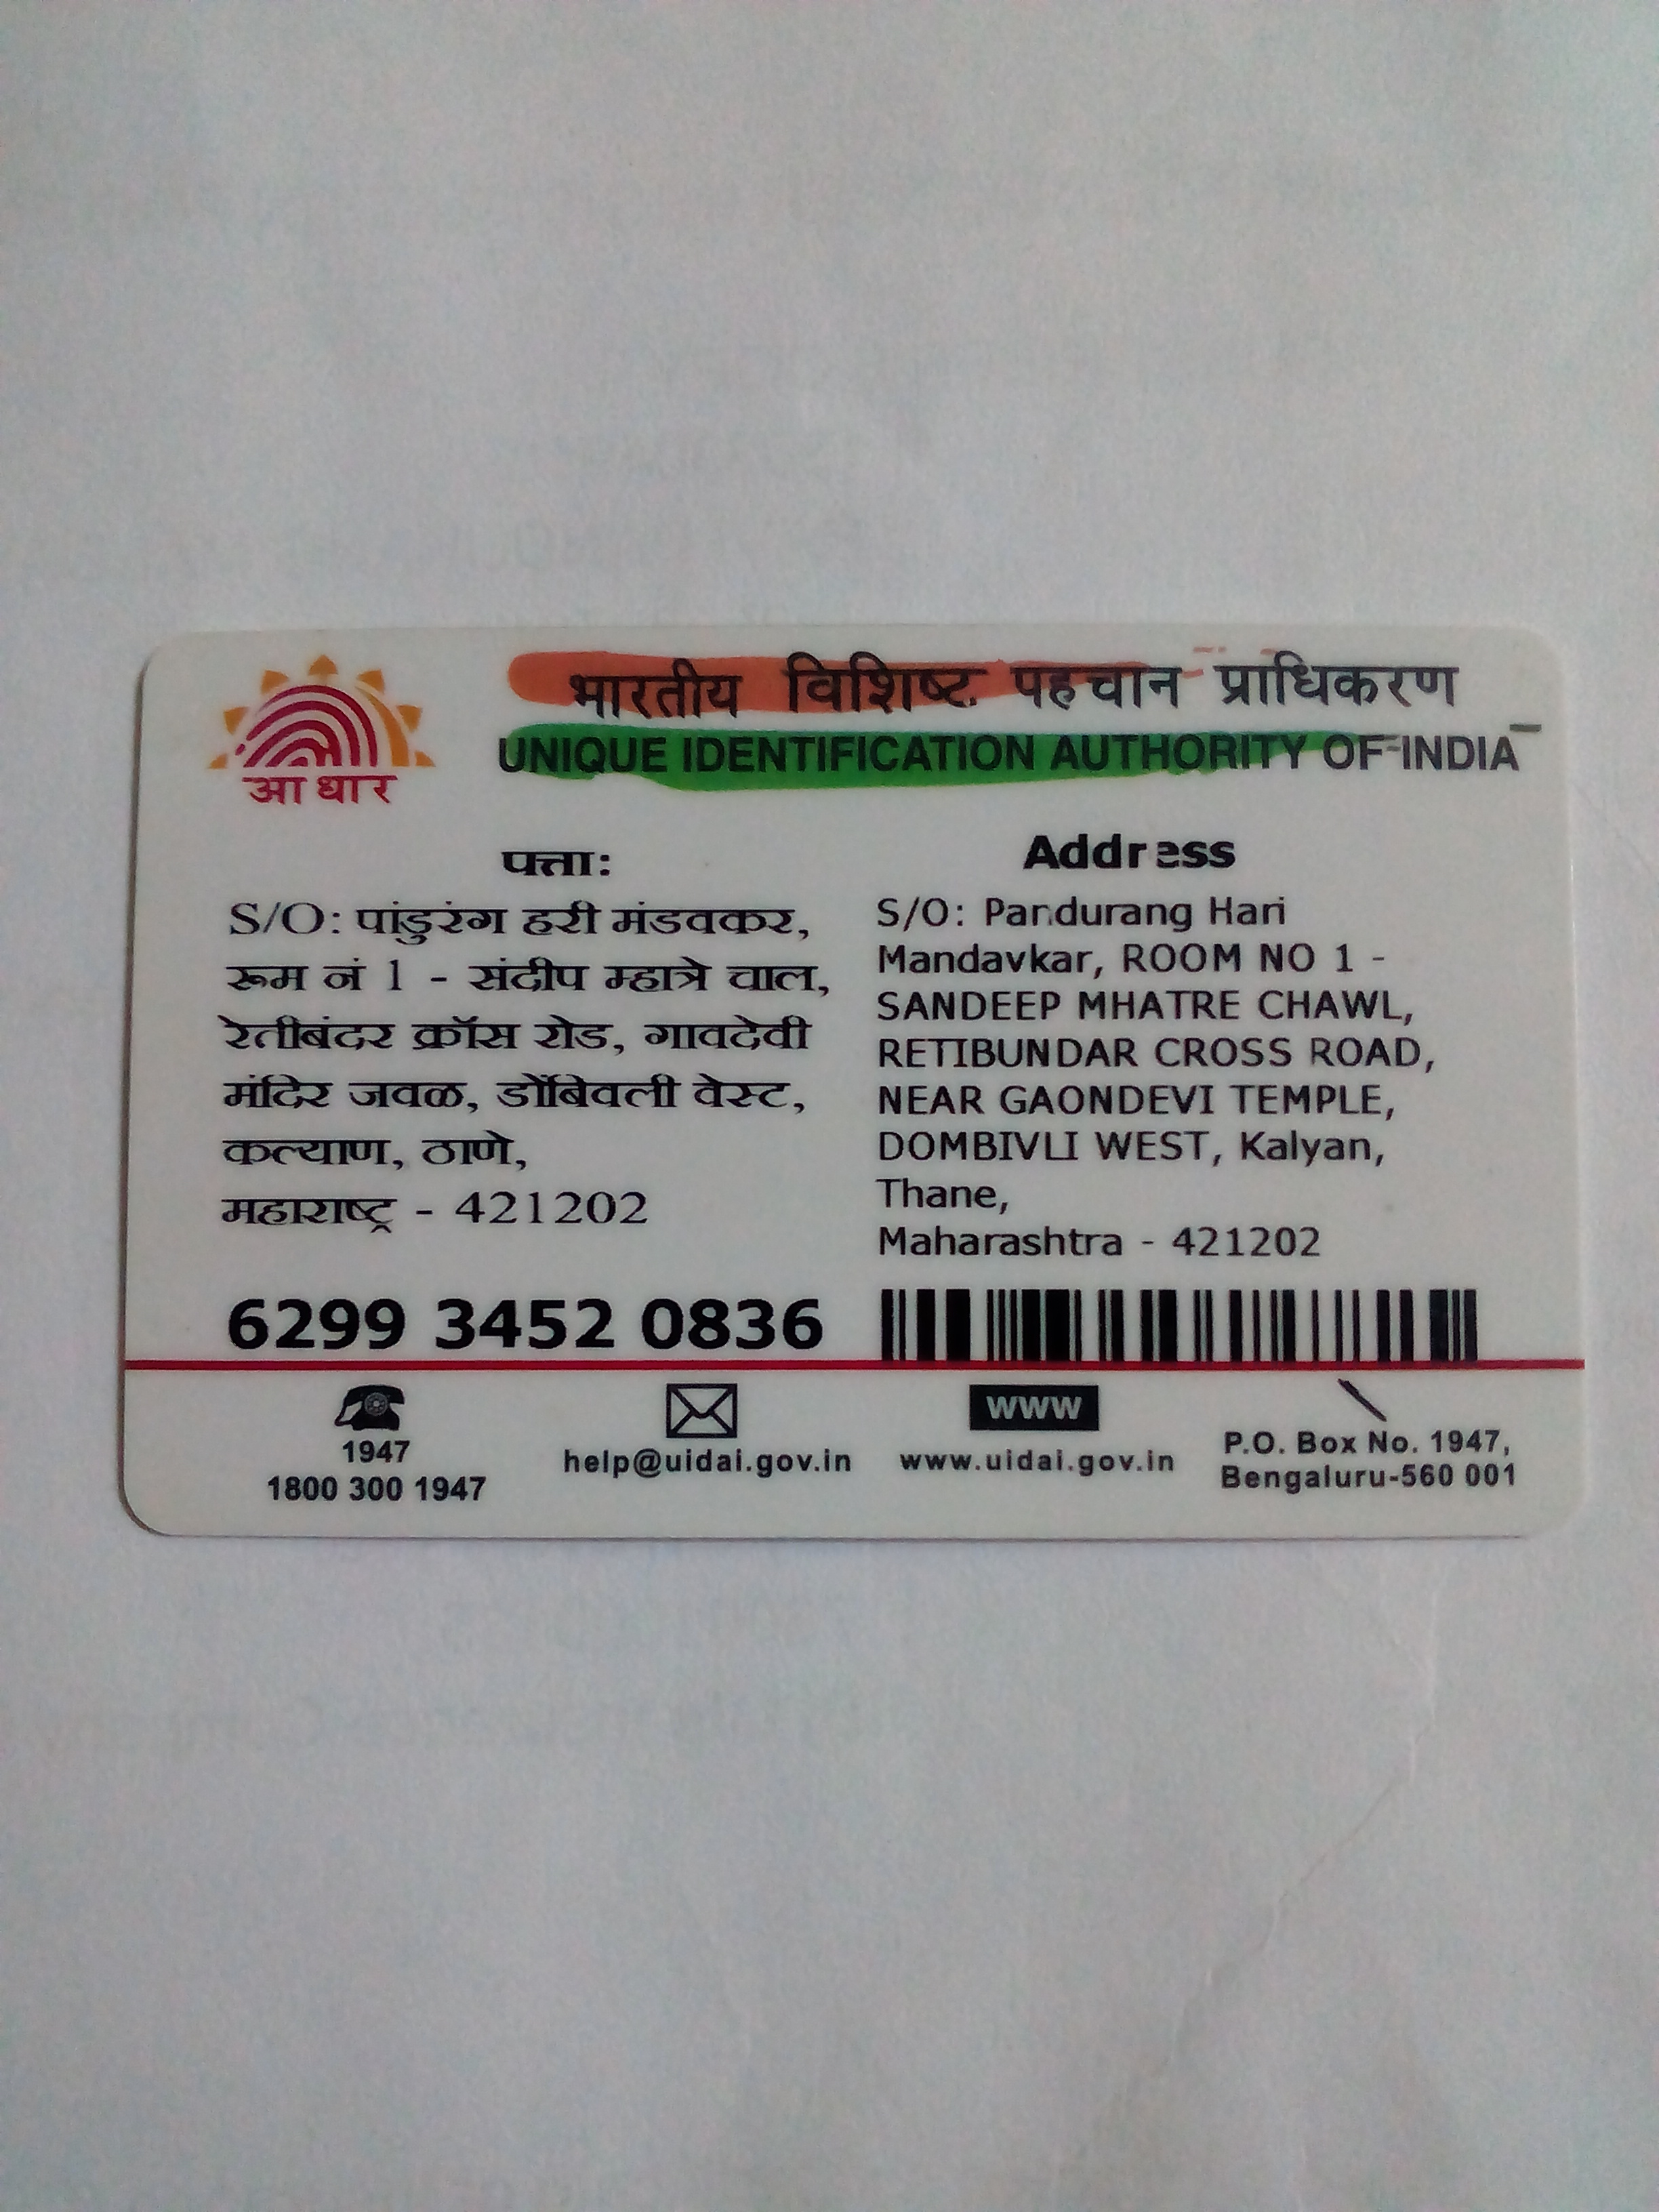 आधार
भारतीय विशिष्ट पहचान प्राधिकरण
UNIQUE IDENTIFICATION AUTHORITY OF INDIA
पत्ता:
S/O: पांडुरंग हरी मंडवकर,
रूम नं 1 - संदीप म्हात्रे चाल,
रेतीबंदर क्रॉस रोड, गावदेवी
मंदिर जवळ, डोंबिवली वेस्ट,
कल्याण, ठाणे,
महाराष्ट्र - 421202
Address
S/O: Pandurang Hari
Mandavkar, ROOM NO 1 -
SANDEEP MHATRE CHAWL,
RETIBUNDAR CROSS ROAD,
NEAR GAONDEVI TEMPLE,
DOMBIVLI WEST, Kalyan,
Thane,
Maharashtra - 421202
6299 3452 0836
1947
1800 300 1947
help@uidai.gov.in
www
www.uidai.gov.in
P.O. Box No. 1947,
Bengaluru-560 001